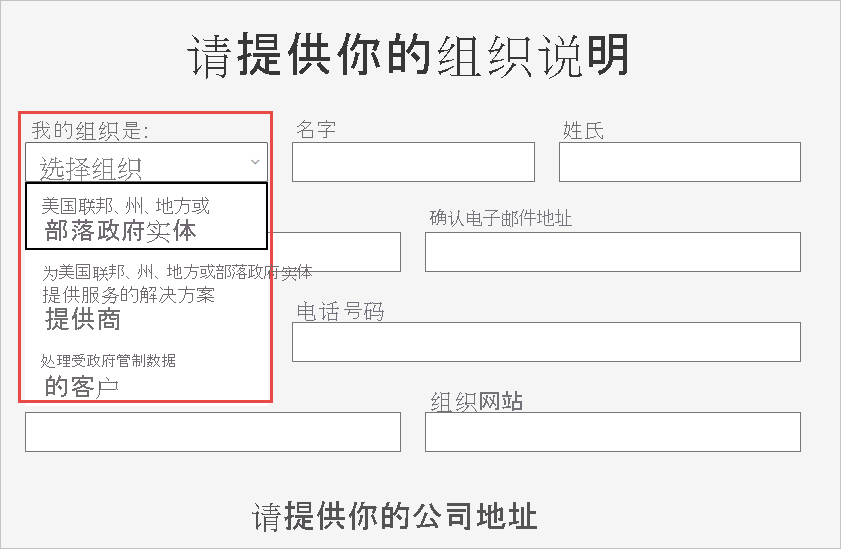 请提供你的组织说明
我的组织是:
名字
姓氏
选择组织
美国联邦、州、地方或
部落政府实体
确认电子邮件地址
为美国联邦、州、地方或部落政府实体
提供服务的解决方案
提供商
电话号码
处理受政府管制数据
的客户
组织网站
请提供你的公司地址